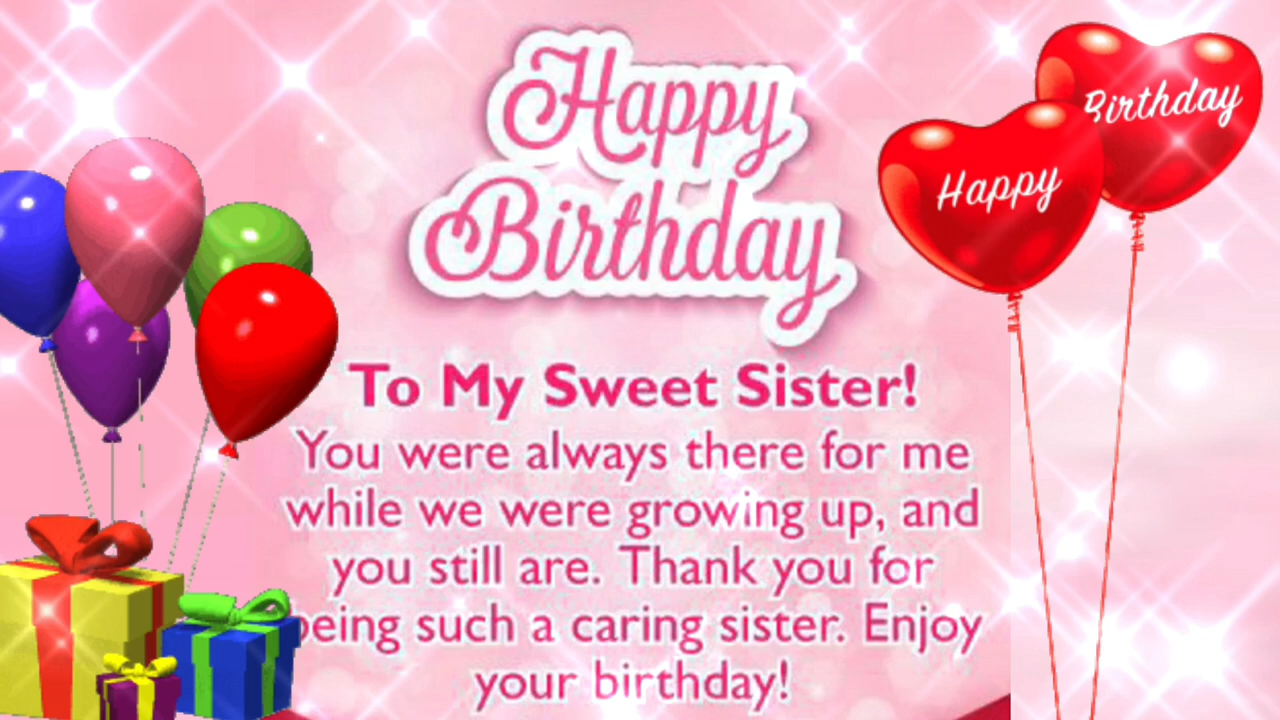 Happy
Birthday
Happy
Birthday
To My Sweet Sister!
You were always there for me
while we were growing up, and
you still are. Thank you for
being such a caring sister. Enjoy
your birthday!